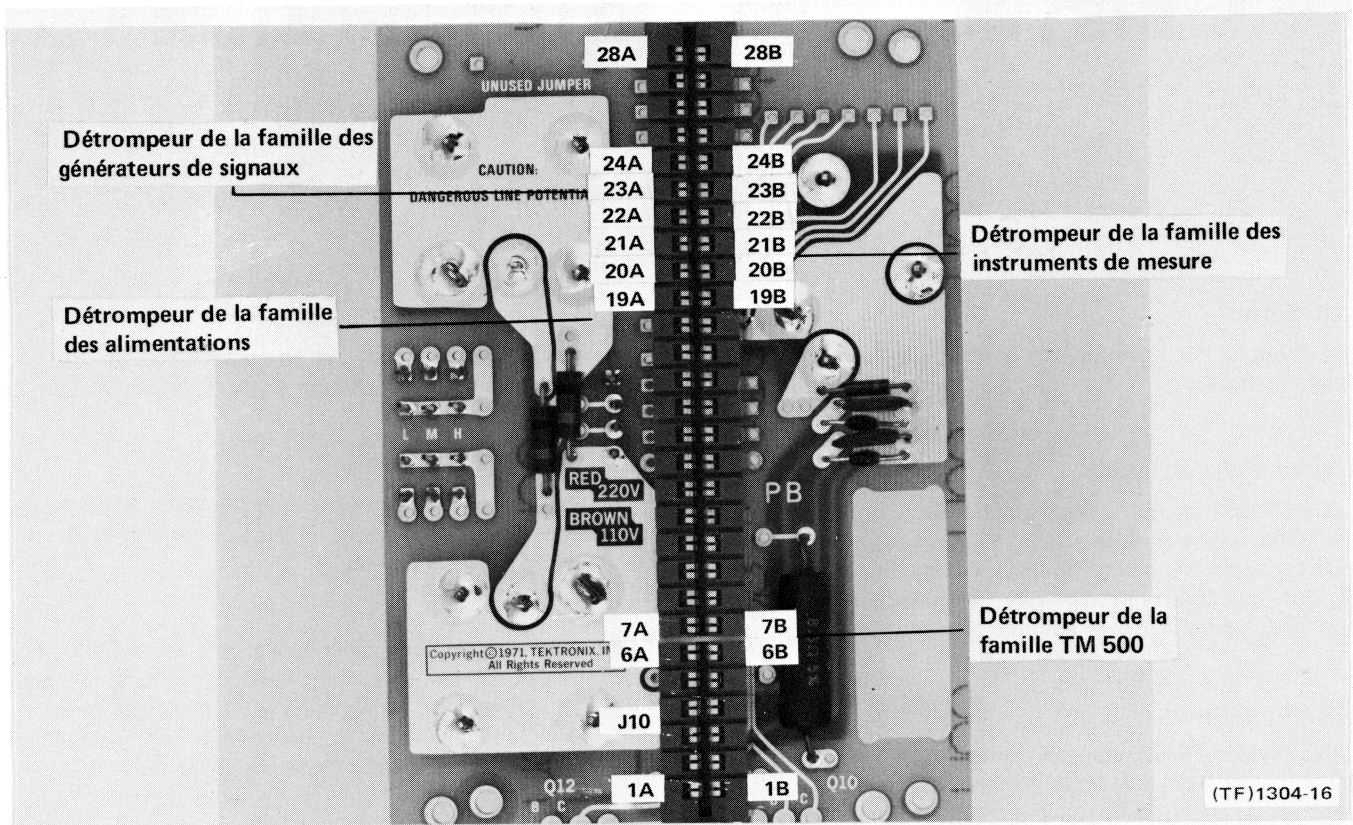 28A
28B
UNUSED JUMPER
Détrompeur de la famille des
générateurs de signaux
CAUTION:
DANGEROUS LINE POTENTIA
24A
24B
23A
23B
22A
22B
21A
21B
20A
20B
19A
19B
Détrompeur de la famille des
instruments de mesure
Détrompeur de la famille
des alimentations
L M H
RED
220V
BROWN
110V
PB
7A
7B
6A
6B
Copyright©1971, TEKTRONIX, IN
All Rights Reserved
Détrompeur de la
famille TM 500
J10
Q12
B C
1A
1B
C
Q10
(TF)1304-16